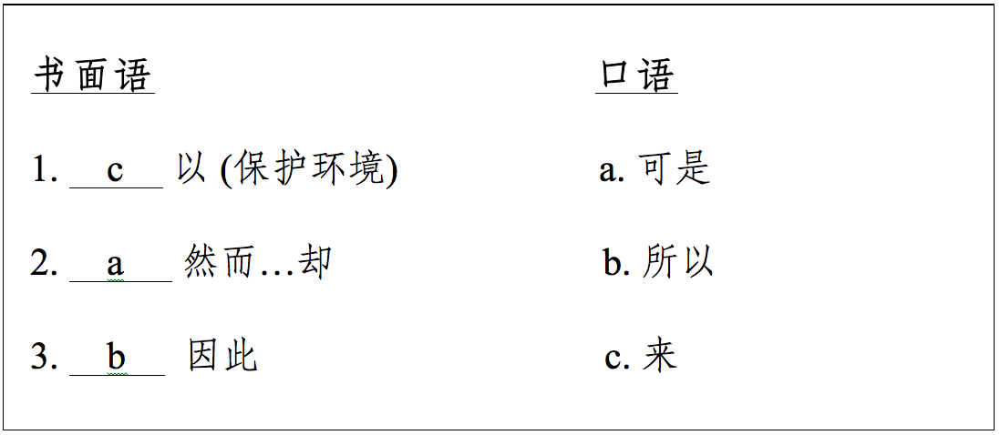 书面语 口语
1. c 以 (保护环境) a. 可是
2. a 然而…却 b. 所以
3. b 因此 c. 来